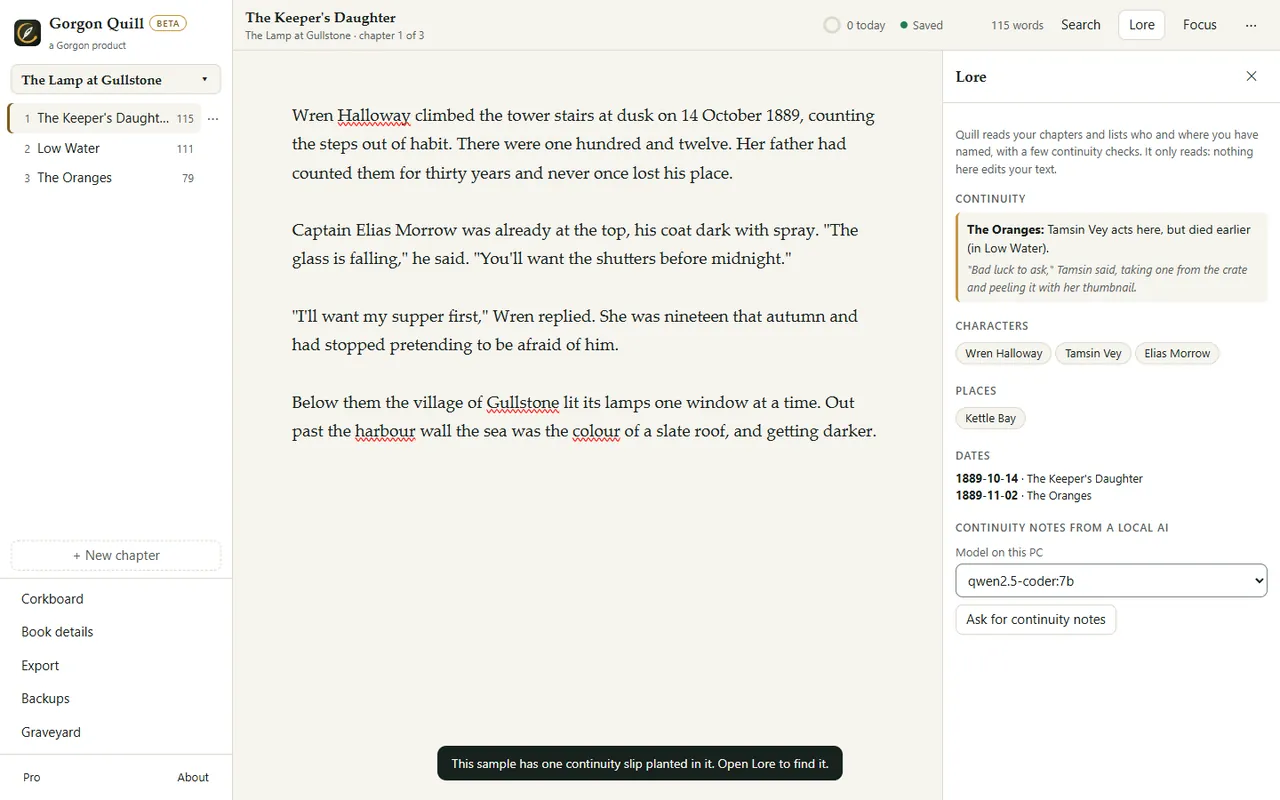 Gorgon Quill BETA
a Gorgon product
The Lamp at Gullstone
1 The Keeper's Daught... 115 ...
2 Low Water 111
3 The Oranges 79
+ New chapter
Corkboard
Book details
Export
Backups
Graveyard
Pro About
The Keeper's Daughter
The Lamp at Gullstone · chapter 1 of 3
0 today Saved 115 words Search Lore Focus ...
Wren Halloway climbed the tower stairs at dusk on 14 October 1889, counting
the steps out of habit. There were one hundred and twelve. Her father had
counted them for thirty years and never once lost his place.
Captain Elias Morrow was already at the top, his coat dark with spray. "The
glass is falling," he said. "You'll want the shutters before midnight."
"I'll want my supper first," Wren replied. She was nineteen that autumn and
had stopped pretending to be afraid of him.
Below them the village of Gullstone lit its lamps one window at a time. Out
past the harbour wall the sea was the colour of a slate roof, and getting darker.
This sample has one continuity slip planted in it. Open Lore to find it.
Lore
Quill reads your chapters and lists who and where you have
named, with a few continuity checks. It only reads: nothing
here edits your text.
CONTINUITY
The Oranges: Tamsin Vey acts here, but died earlier
(in Low Water).
"Bad luck to ask," Tamsin said, taking one from the crate
and peeling it with her thumbnail.
CHARACTERS
Wren Halloway Tamsin Vey Elias Morrow
PLACES
Kettle Bay
DATES
1889-10-14 · The Keeper's Daughter
1889-11-02 · The Oranges
CONTINUITY NOTES FROM A LOCAL AI
Model on this PC
qwen2.5-coder:7b
Ask for continuity notes